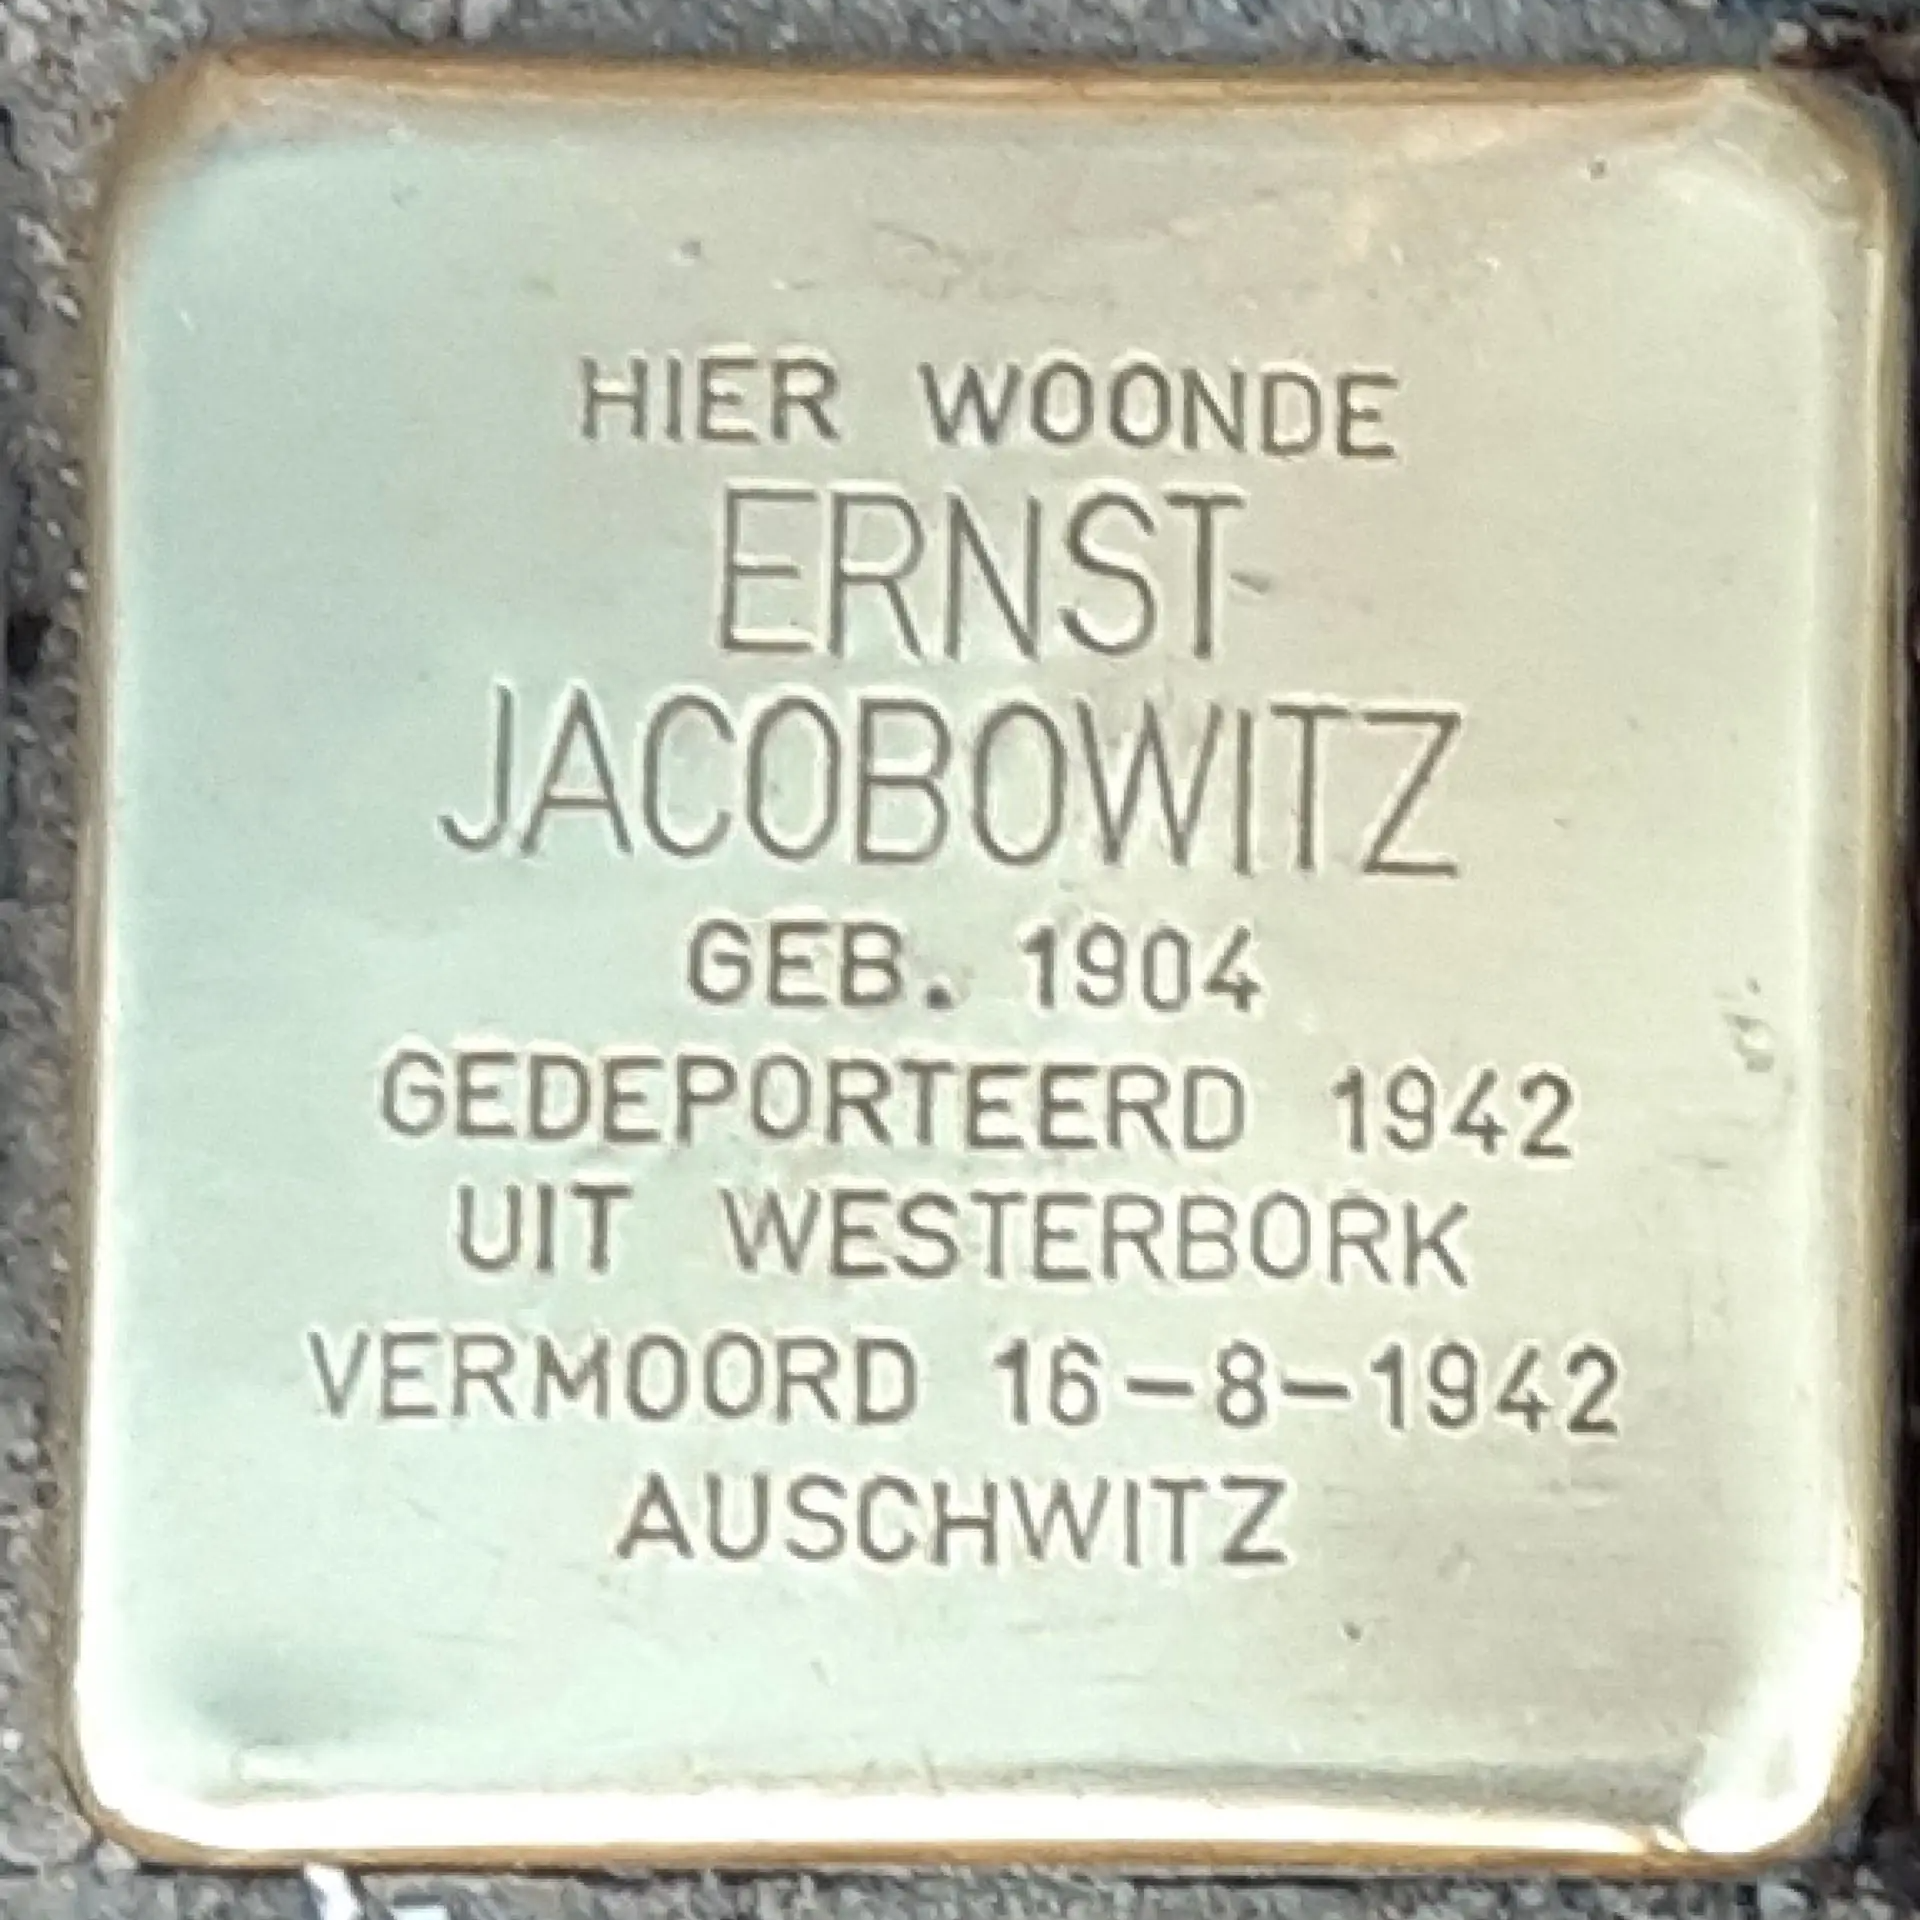 HIER WOONDE
ERNST
JACOBOWITZ
GEB. 1904
GEDEPORTEERD 1942
UIT WESTERBORK
VERMOORD 16-8-1942
AUSCHWITZ